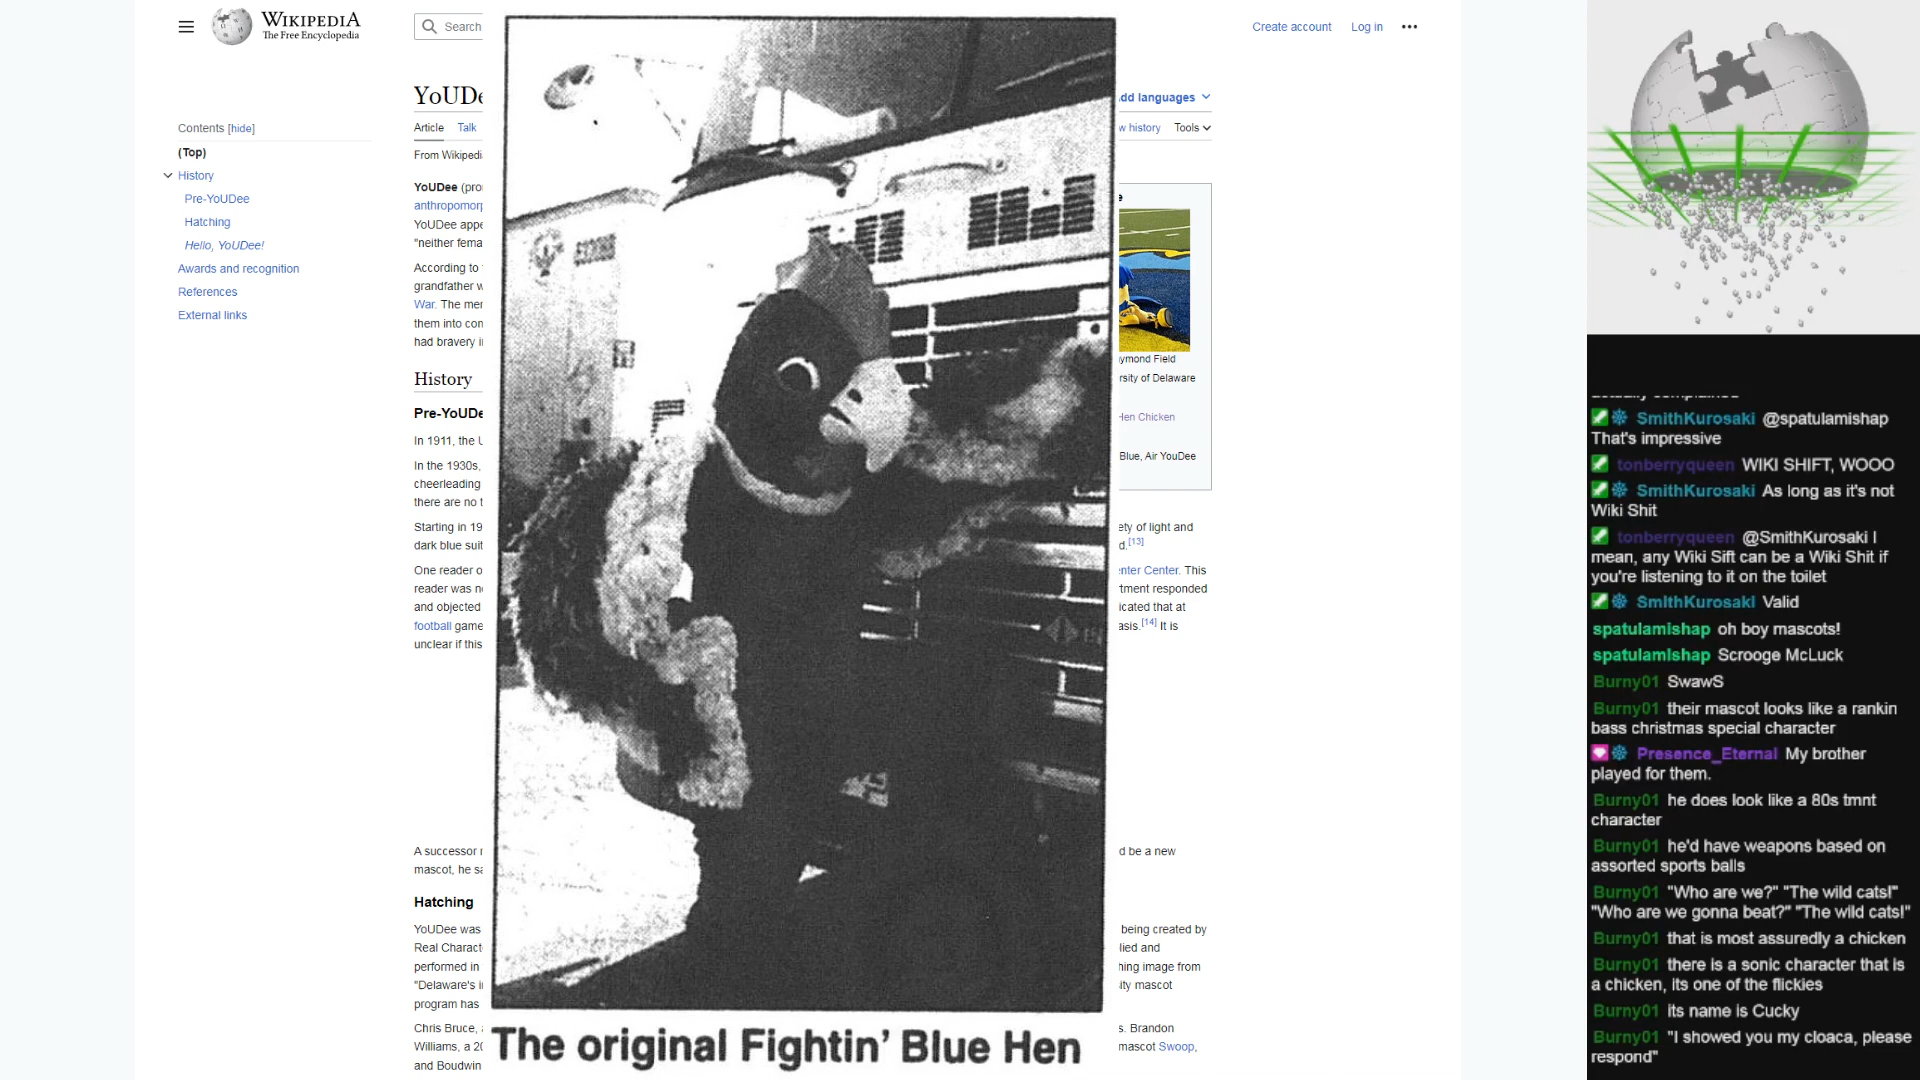 WIKIPEDIA
The Free Encyclopedia
Search
Create account
Log in
Contents [hide]
(Top)
History
Pre-YoUDee
Hatching
Hello, YoUDee!
Awards and recognition
References
External links
YoUDe
dd languages
Article
Talk
w history
Tools
From Wikipedi
YoUDee (pro
anthropomorp
YoUDee appe
"neither fema
According to
grandfather w
War. The mer
them into con
had bravery i
History
Pre-YoUDe
In 1911, the U
In the 1930s,
cheerleading
there are no t
Starting in 19
dark blue suit
One reader o
reader was no
and objected
football game
unclear if this
e
ymond Field
rsity of Delaware
Hen Chicken
Blue, Air YouDee
ety of light and
d.[13]
enter Center. This
tment responded
icated that at
asis.[14] It is
A successor r
mascot, he sa
d be a new
Hatching
YoUDee was
Real Charact
performed in
"Delaware's i
program has
being created by
lied and
hing image from
ity mascot
Chris Bruce, a
Williams, a 20
and Boudwin
s. Brandon
mascot Swoop,
The original Fightin' Blue Hen
actually complained
SmithKurosaki @spatulamishap
That's impressive
tonberryqueen WIKI SHIFT, WOOO
SmithKurosaki As long as it's not
Wiki Shit
tonberryqueen @SmithKurosaki I
mean, any Wiki Sift can be a Wiki Shit if
you're listening to it on the toilet
SmithKurosaki Valid
spatulamishap oh boy mascots!
spatulamishap Scrooge McLuck
Burny01 SwawS
Burny01 their mascot looks like a rankin
bass christmas special character
Presence_Eternal My brother
played for them.
Burny01 he does look like a 80s tmnt
character
Burny01 he'd have weapons based on
assorted sports balls
Burny01 "Who are we?" "The wild cats!"
"Who are we gonna beat?" "The wild cats!"
Burny01 that is most assuredly a chicken
Burny01 there is a sonic character that is
a chicken, its one of the flickies
Burny01 its name is Cucky
Burny01 "I showed you my cloaca, please
respond"